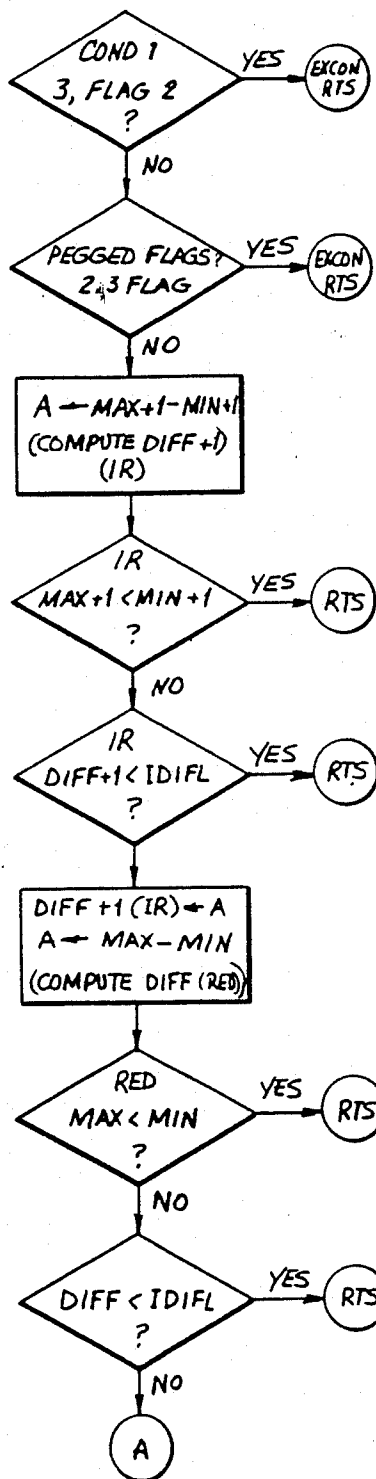 COND 1
3, FLAG 2
?
YES
EXCON
RTS
NO
PEGGED FLAGS?
2.3 FLAG
YES
EXCON
RTS
NO
A ← MAX+1-MIN+1
(COMPUTE DIFF+1)
(IR)
IR
MAX+1 < MIN+1
?
YES
RTS
NO
IR
DIFF+1 < IDIFL
?
YES
RTS
DIFF+1 (IR) ← A
A ← MAX-MIN
(COMPUTE DIFF (RED))
RED
MAX < MIN
?
YES
RTS
NO
DIFF < IDIFL
?
YES
RTS
NO
A